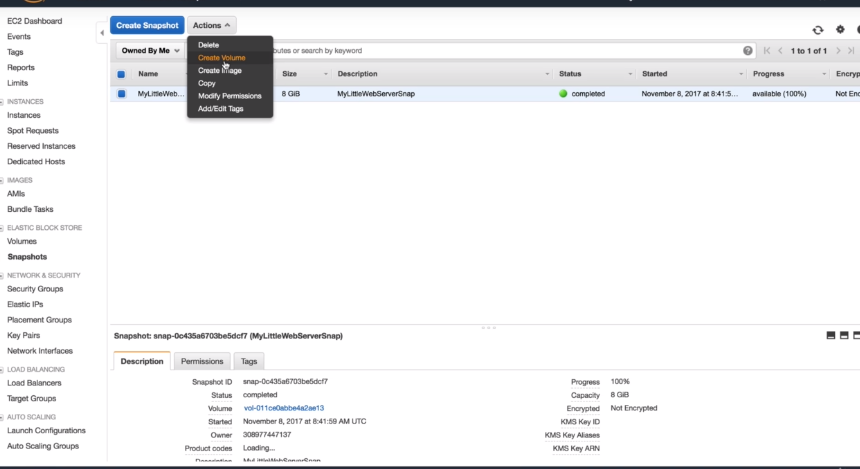 EC2 Dashboard
Events
Tags
Reports
Limits
INSTANCES
Instances
Spot Requests
Reserved Instances
Dedicated Hosts
IMAGES
AMIs
Bundle Tasks
ELASTIC BLOCK STORE
Volumes
Snapshots
NETWORK & SECURITY
Security Groups
Elastic IPs
Placement Groups
Key Pairs
Network Interfaces
LOAD BALANCING
Load Balancers
Target Groups
AUTO SCALING
Launch Configurations
Auto Scaling Groups
Create Snapshot Actions
Delete
Create Volume
Create Image
Copy
Modify Permissions
Add/Edit Tags
Owned By Me butes or search by keyword 1 to 1 of 1
Name Size Description Status Started Progress Encryp
MyLittleWeb... 8 GiB MyLittleWebServerSnap completed November 8, 2017 at 8:41:5... available (100%) Not Enc
Snapshot: snap-0c435a6703be5dcf7 (MyLittleWebServerSnap)
Description Permissions Tags
Snapshot ID snap-0c435a6703be5dcf7 Progress 100%
Status completed Capacity 8 GiB
Volume vol-011ce0abbe4a2ae13 Encrypted Not Encrypted
Started November 8, 2017 at 8:41:59 AM UTC KMS Key ID
Owner 308977447137 KMS Key Aliases
Product codes Loading... KMS Key ARN
Description MyLittleWebServerSnap